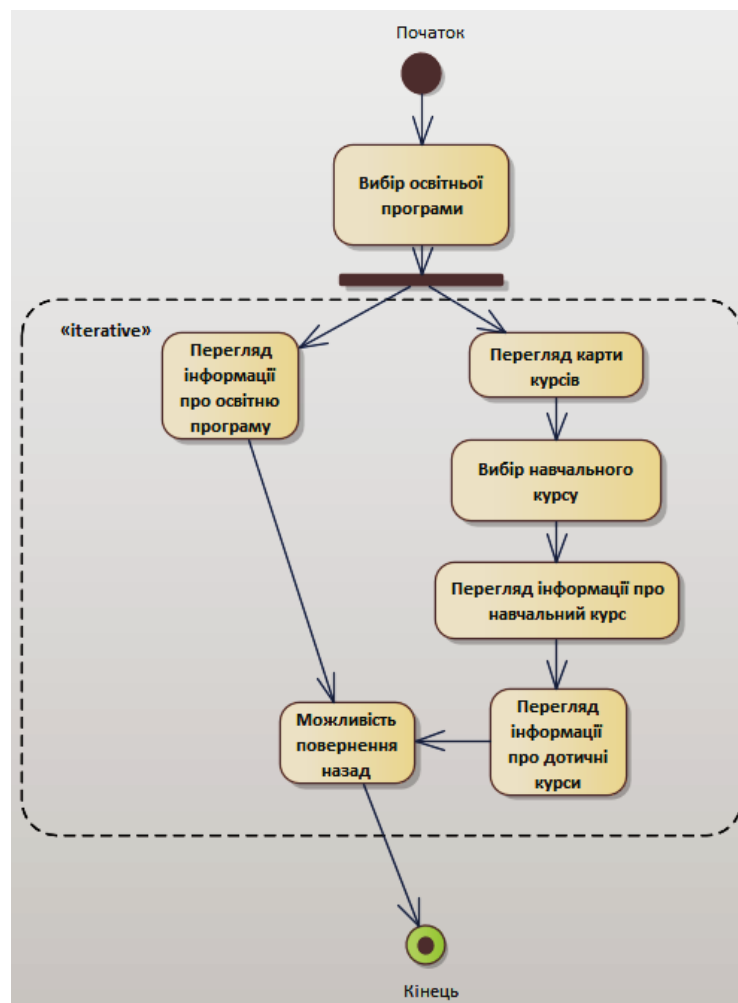 Початок
Вибір освітньої
програми
«iterative»
Перегляд
інформації
про освітню
програму
Перегляд карти
курсів
Вибір навчального
курсу
Перегляд інформації про
навчальний курс
Перегляд
інформації
про дотичні
курси
Можливість
повернення
назад
Кінець